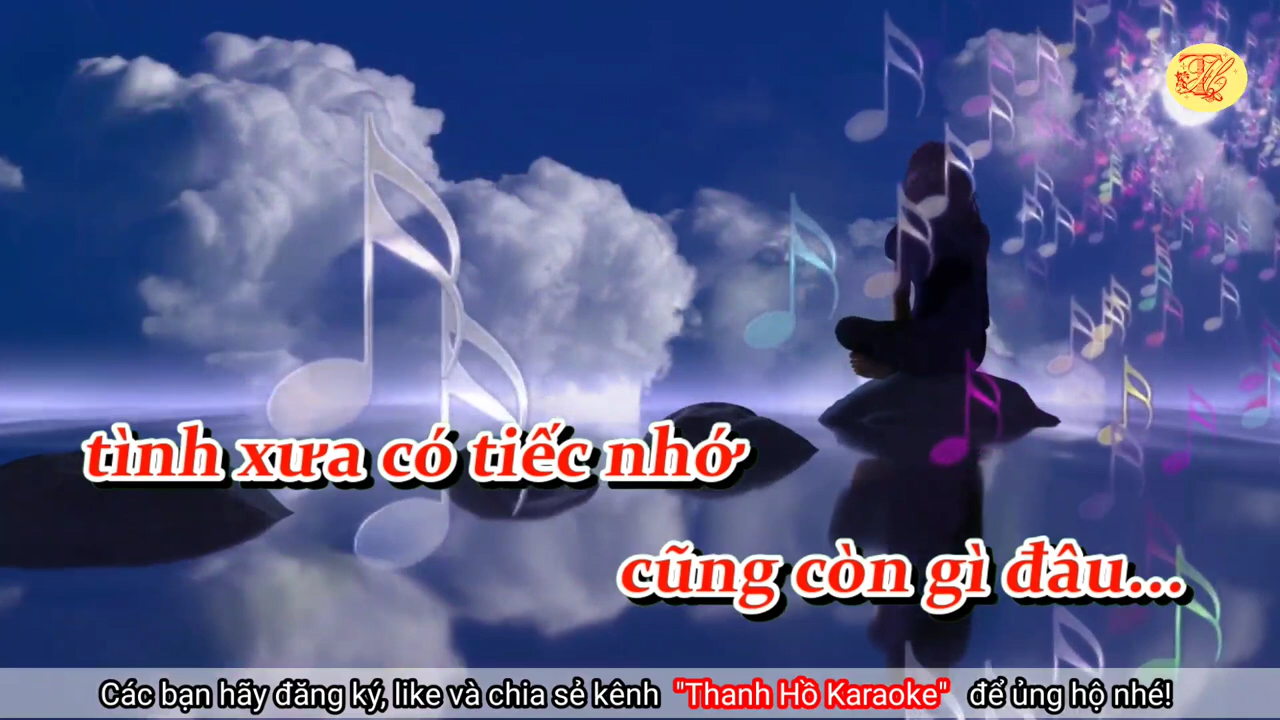 tình xưa có tiếc nhớ
cũng còn gì đâu...
Các bạn hãy đăng ký, like và chia sẻ kênh "Thanh Hồ Karaoke" để ủng hộ nhé!